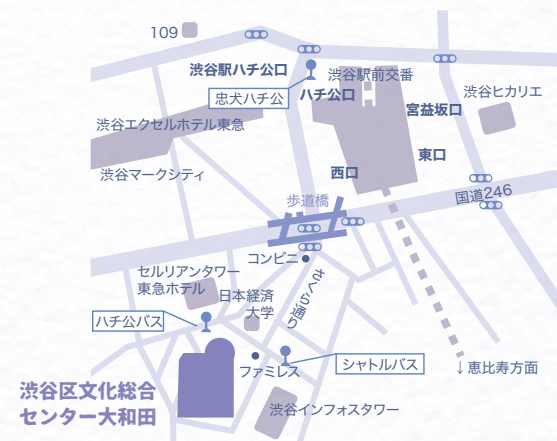 109
渋谷駅ハチ公口
忠犬ハチ公
渋谷駅前交番
ハチ公口
渋谷ヒカリエ
宮益坂口
渋谷エクセルホテル東急
東口
渋谷マークシティ
西口
国道246
歩道橋
コンビニ
セルリアンタワー
東急ホテル
日本経済
大学
さくら通り
ハチ公バス
シャトルバス
↓恵比寿方面
ファミレス
渋谷区文化総合
センター大和田
渋谷インフォスタワー